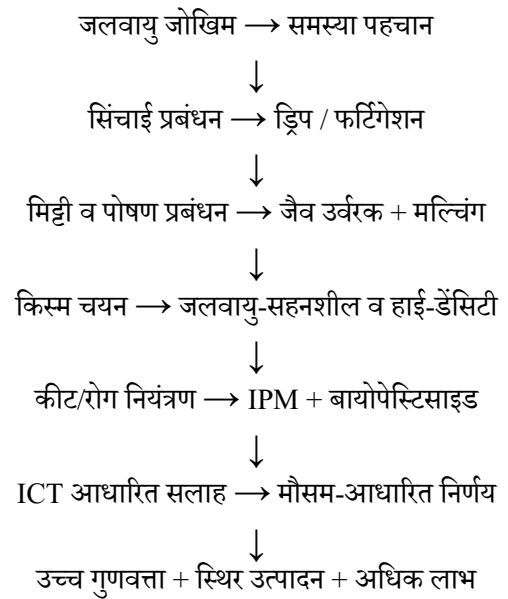 जलवायु जोखिम → समस्या पहचान
↓
सिंचाई प्रबंधन → ड्रिप / फर्टिगेशन
↓
मिट्टी व पोषण प्रबंधन → जैव उर्वरक + मल्चिंग
↓
किस्म चयन → जलवायु-सहनशील व हाई-डेंसिटी
↓
कीट/रोग नियंत्रण → IPM + बायोपेस्टिसाइड
↓
ICT आधारित सलाह → मौसम-आधारित निर्णय
↓
उच्च गुणवत्ता + स्थिर उत्पादन + अधिक लाभ